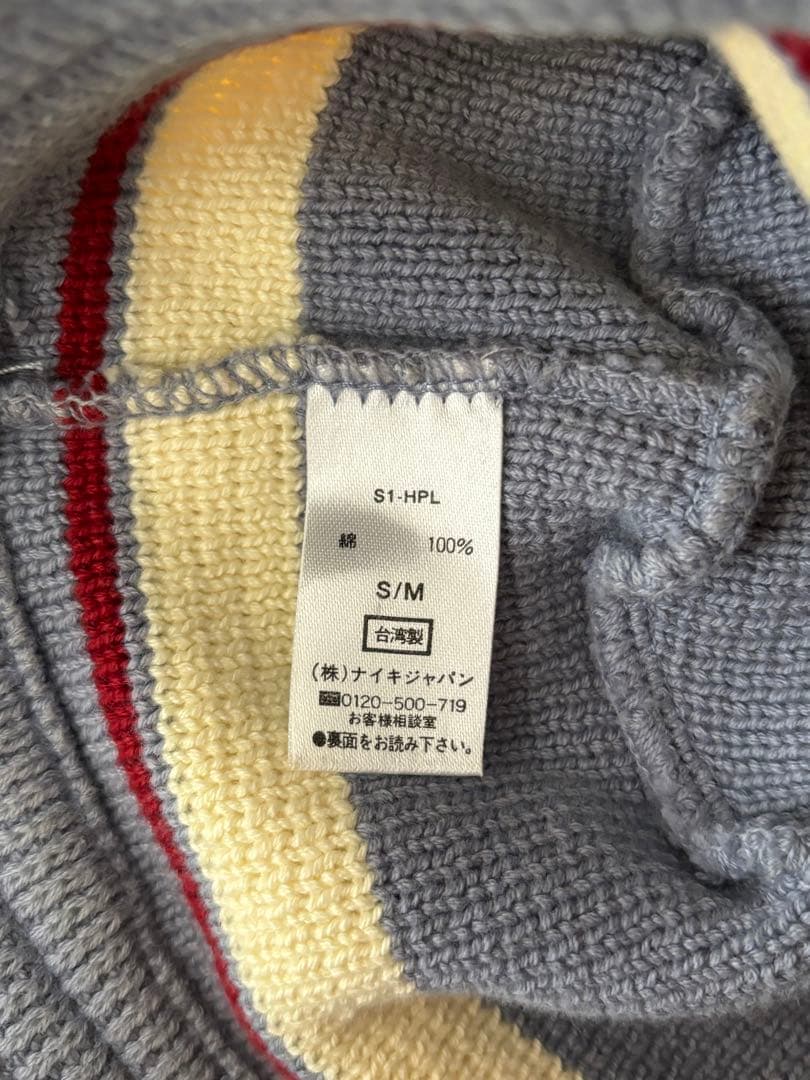 S1-HPL
綿 100%
S/M
台湾製
(株)ナイキジャパン
☎0120-500-719
お客様相談室
●裏面をお読み下さい。